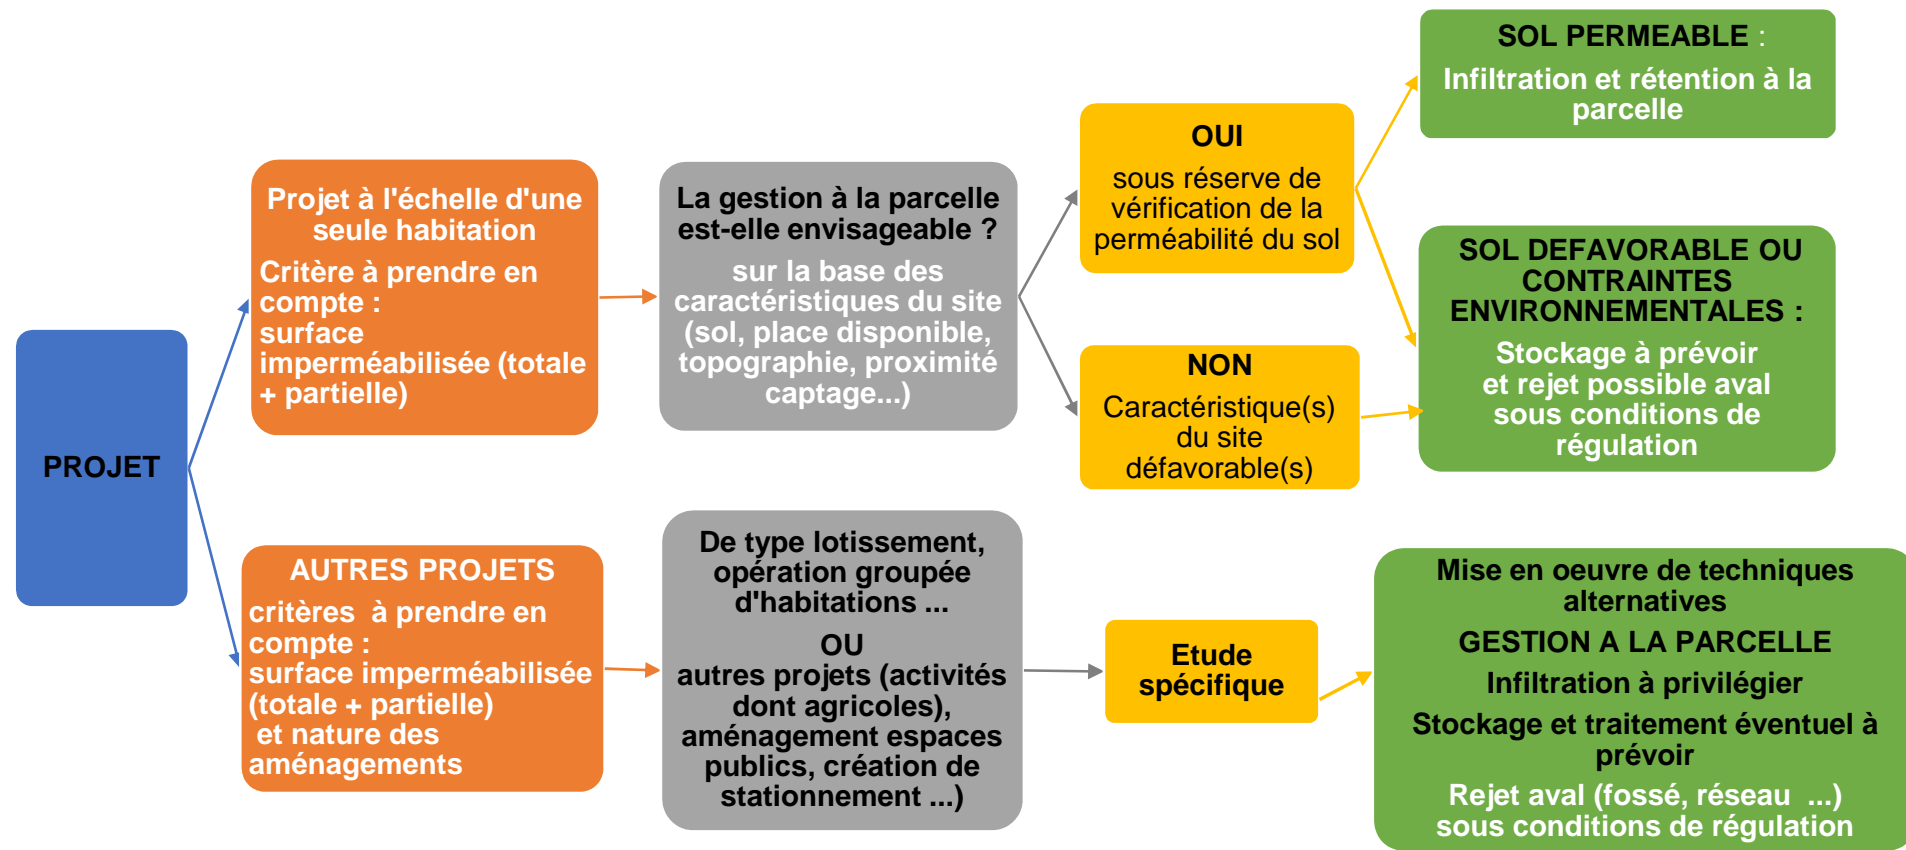 PROJET
Projet à l'échelle d'une
seule habitation
Critère à prendre en
compte :
surface
imperméabilisée (totale
+ partielle)
La gestion à la parcelle
est-elle envisageable ?
sur la base des
caractéristiques du site
(sol, place disponible,
topographie, proximité
captage...)
OUI
sous réserve de
vérification de la
perméabilité du sol
NON
Caractéristique(s)
du site
défavorable(s)
SOL PERMEABLE :
Infiltration et rétention à la
parcelle
SOL DEFAVORABLE OU
CONTRAINTES
ENVIRONNEMENTALES :
Stockage à prévoir
et rejet possible aval
sous conditions de
régulation
AUTRES PROJETS
critères à prendre en
compte :
surface imperméabilisée
(totale + partielle)
et nature des
aménagements
De type lotissement,
opération groupée
d'habitations ...
OU
autres projets (activités
dont agricoles),
aménagement espaces
publics, création de
stationnement ...)
Etude
spécifique
Mise en oeuvre de techniques
alternatives
GESTION A LA PARCELLE
Infiltration à privilégier
Stockage et traitement éventuel à
prévoir
Rejet aval (fossé, réseau ...)
sous conditions de régulation